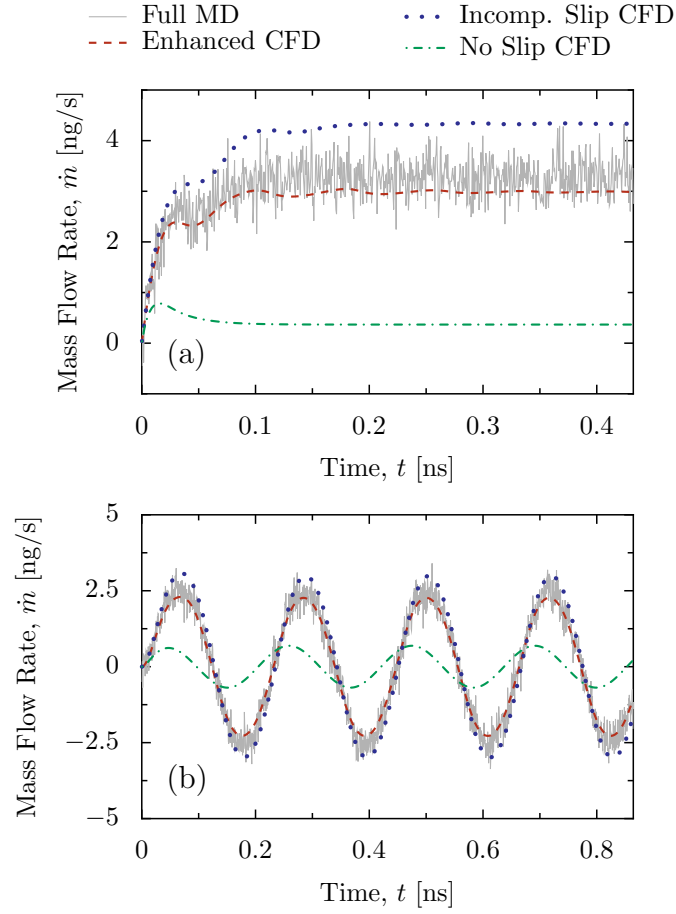 Full MD
Enhanced CFD
Incomp. Slip CFD
No Slip CFD
Mass Flow Rate, ṁ [ng/s]
4
2
0
(a)
0
0.1
0.2
0.3
0.4
Time, t [ns]
Mass Flow Rate, ṁ [ng/s]
5
2.5
0
−2.5
−5
(b)
0
0.2
0.4
0.6
0.8
Time, t [ns]